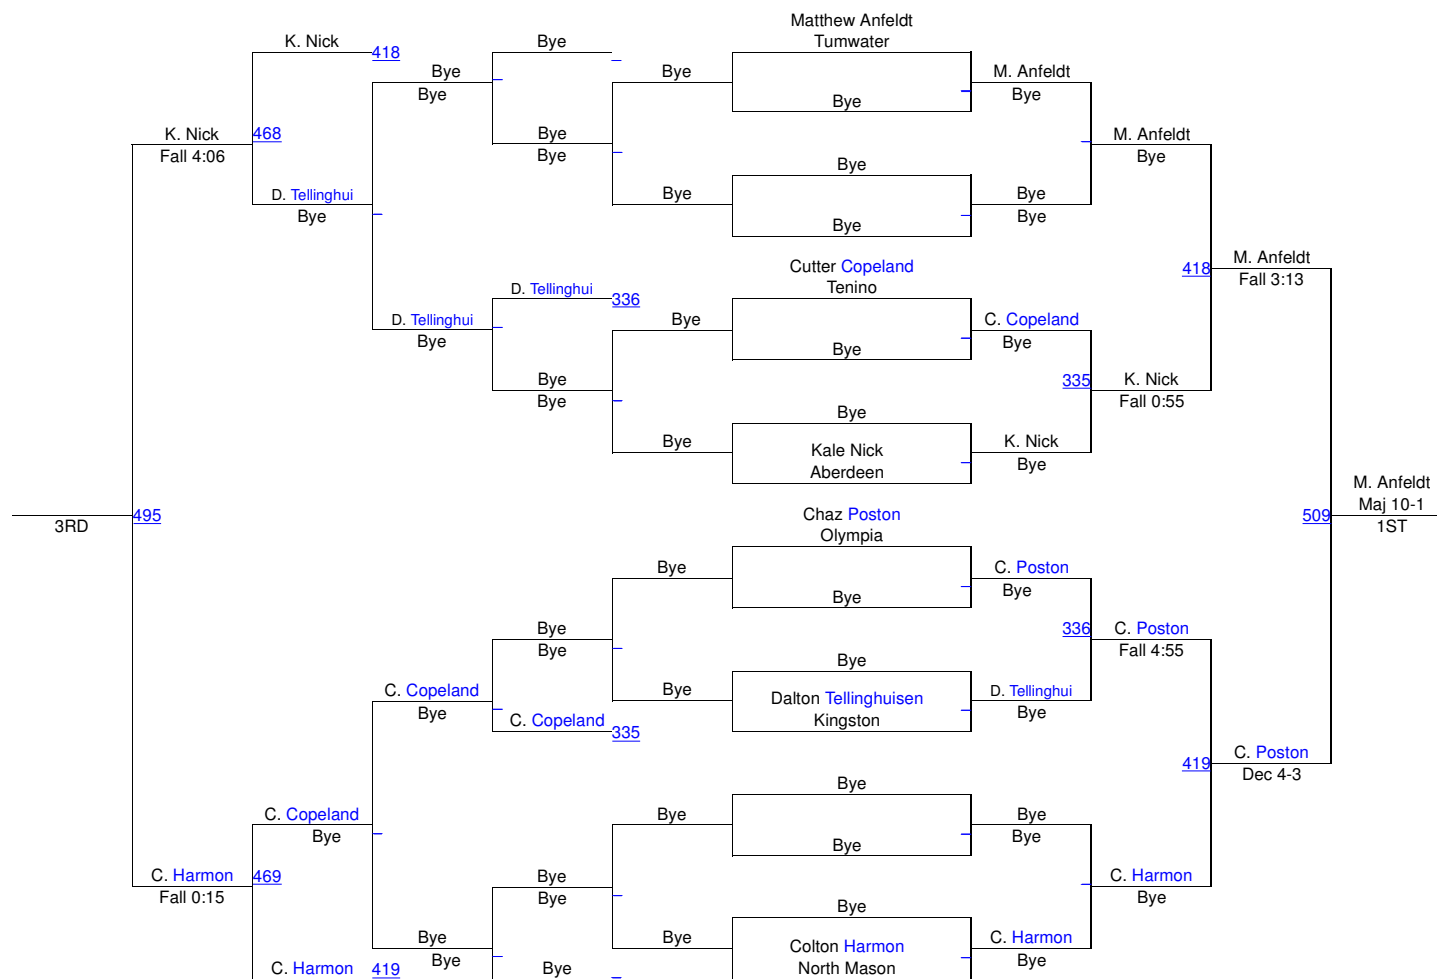 Matthew Anfeldt
K. Nick
Bye
Tumwater
418
Bye
Bye
M. Anfeldt
Bye
Bye
Bye
K. Nick
468
Bye
M. Anfeldt
Fall 4:06
Bye
Bye
Bye
D. Tellinghui
Bye
Bye
Bye
Bye
Bye
Cutter Copeland
M. Anfeldt
418
D. Tellinghui
Tenino
Fall 3:13
336
D. Tellinghui
Bye
C. Copeland
Bye
Bye
Bye
Bye
335
K. Nick
Bye
Fall 0:55
Bye
Bye
Kale Nick
K. Nick
Aberdeen
Bye
M. Anfeldt
Maj 10-1
495
Chaz Poston
509
3RD
Olympia
1ST
Bye
C. Poston
Bye
Bye
Bye
336
C. Poston
Bye
Fall 4:55
Bye
C. Copeland
Bye
Dalton Tellinghuisen
D. Tellinghui
Bye
C. Copeland
Kingston
Bye
335
C. Poston
419
Dec 4-3
Bye
C. Copeland
Bye
Bye
Bye
Bye
Bye
C. Harmon
469
Bye
C. Harmon
Fall 0:15
Bye
Bye
Bye
Bye
Bye
Colton Harmon
C. Harmon
Bye
C. Harmon
419
Bye
North Mason
Bye